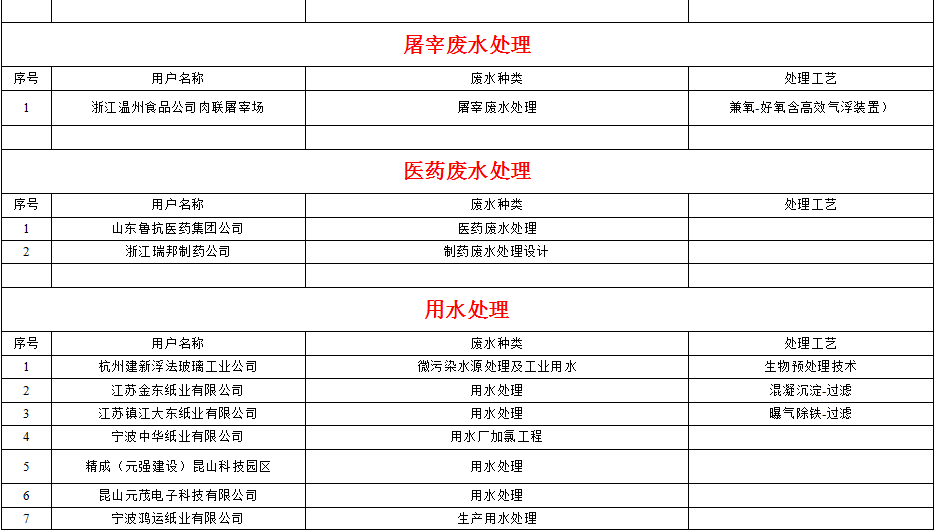 屠宰废水处理
序号 用户名称 废水种类 处理工艺
1 浙江温州食品公司肉联屠宰场 屠宰废水处理 兼氧-好氧含高效气浮装置）
医药废水处理
序号 用户名称 废水种类 处理工艺
1 山东鲁抗医药集团公司 医药废水处理
2 浙江瑞邦制药公司 制药废水处理设计
用水处理
序号 用户名称 废水种类 处理工艺
1 杭州建新浮法玻璃工业公司 微污染水源处理及工业用水 生物预处理技术
2 江苏金东纸业有限公司 用水处理 混凝沉淀-过滤
3 江苏镇江大东纸业有限公司 用水处理 曝气除铁-过滤
4 宁波中华纸业有限公司 用水厂加氯工程
5 精成（元强建设）昆山科技园区 用水处理
6 昆山元茂电子科技有限公司 用水处理
7 宁波鸿运纸业有限公司 生产用水处理